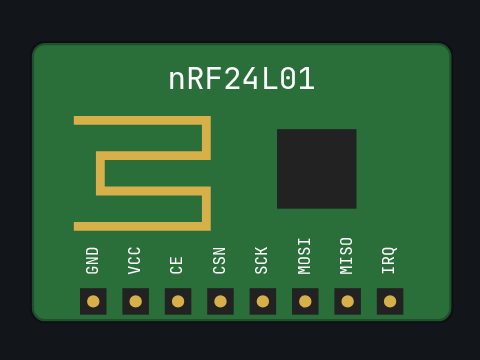 nRF24L01
GND
VCC
CE
CSN
SCK
MOSI
MISO
IRQ